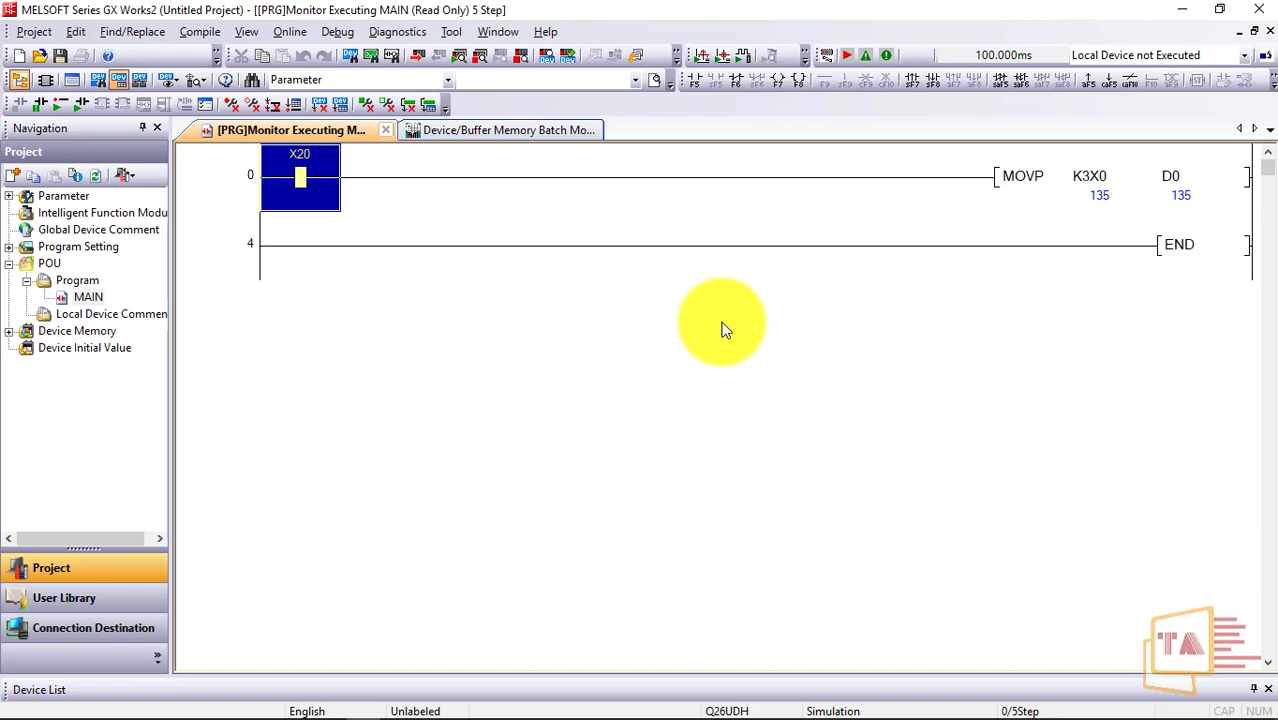 MELSOFT Series GX Works2 (Untitled Project) - [[PRG]Monitor Executing MAIN (Read Only) 5 Step]
Project Edit Find/Replace Compile View Online Debug Diagnostics Tool Window Help
100.000ms Local Device not Executed
Parameter
Navigation
[PRG]Monitor Executing M...
Device/Buffer Memory Batch Mo...
Project
Parameter
Intelligent Function Modu
Global Device Comment
Program Setting
POU
Program
MAIN
Local Device Commen
Device Memory
Device Initial Value
Project
User Library
Connection Destination
X20
0
MOVP K3X0 D0
135 135
4
END
TA
Device List
English Unlabeled Q26UDH Simulation 0/5Step CAP NUM